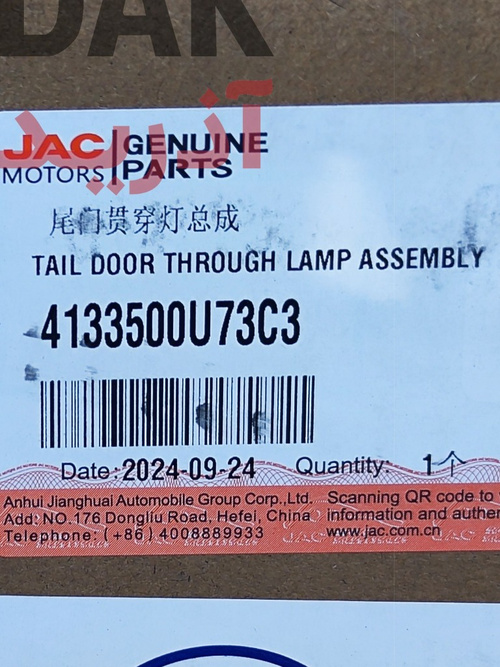 DAK
آذرید
JAC MOTORS | GENUINE PARTS
尾门贯穿灯总成
TAIL DOOR THROUGH LAMP ASSEMBLY
4133500U73C3
Date: 2024-09-24 Quantity: 1个
Anhui Jianghuai Automobile Group Corp., Ltd. Scanning QR code to
Add: NO.176 Dongliu Road, Hefei, China information and authen
Telephone: (+86) 4008889933 www.jac.com.cn